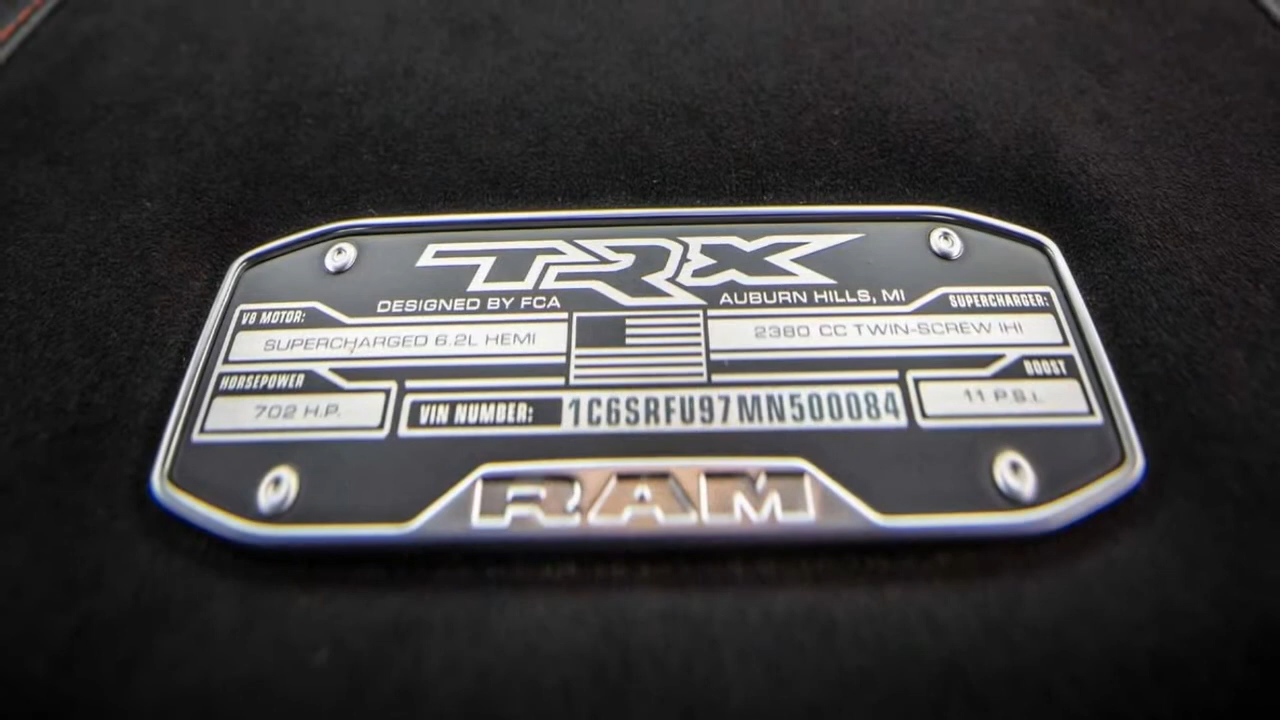 TRX
DESIGNED BY FCA AUBURN HILLS, MI
V8 MOTOR: SUPERCHARGER:
SUPERCHARGED 6.2L HEMI 2380 CC TWIN-SCREW IHI
HORSEPOWER BOOST
702 H.P. VIN NUMBER: 1C6SRFU97MN500084 11 P.S.I.
RAM